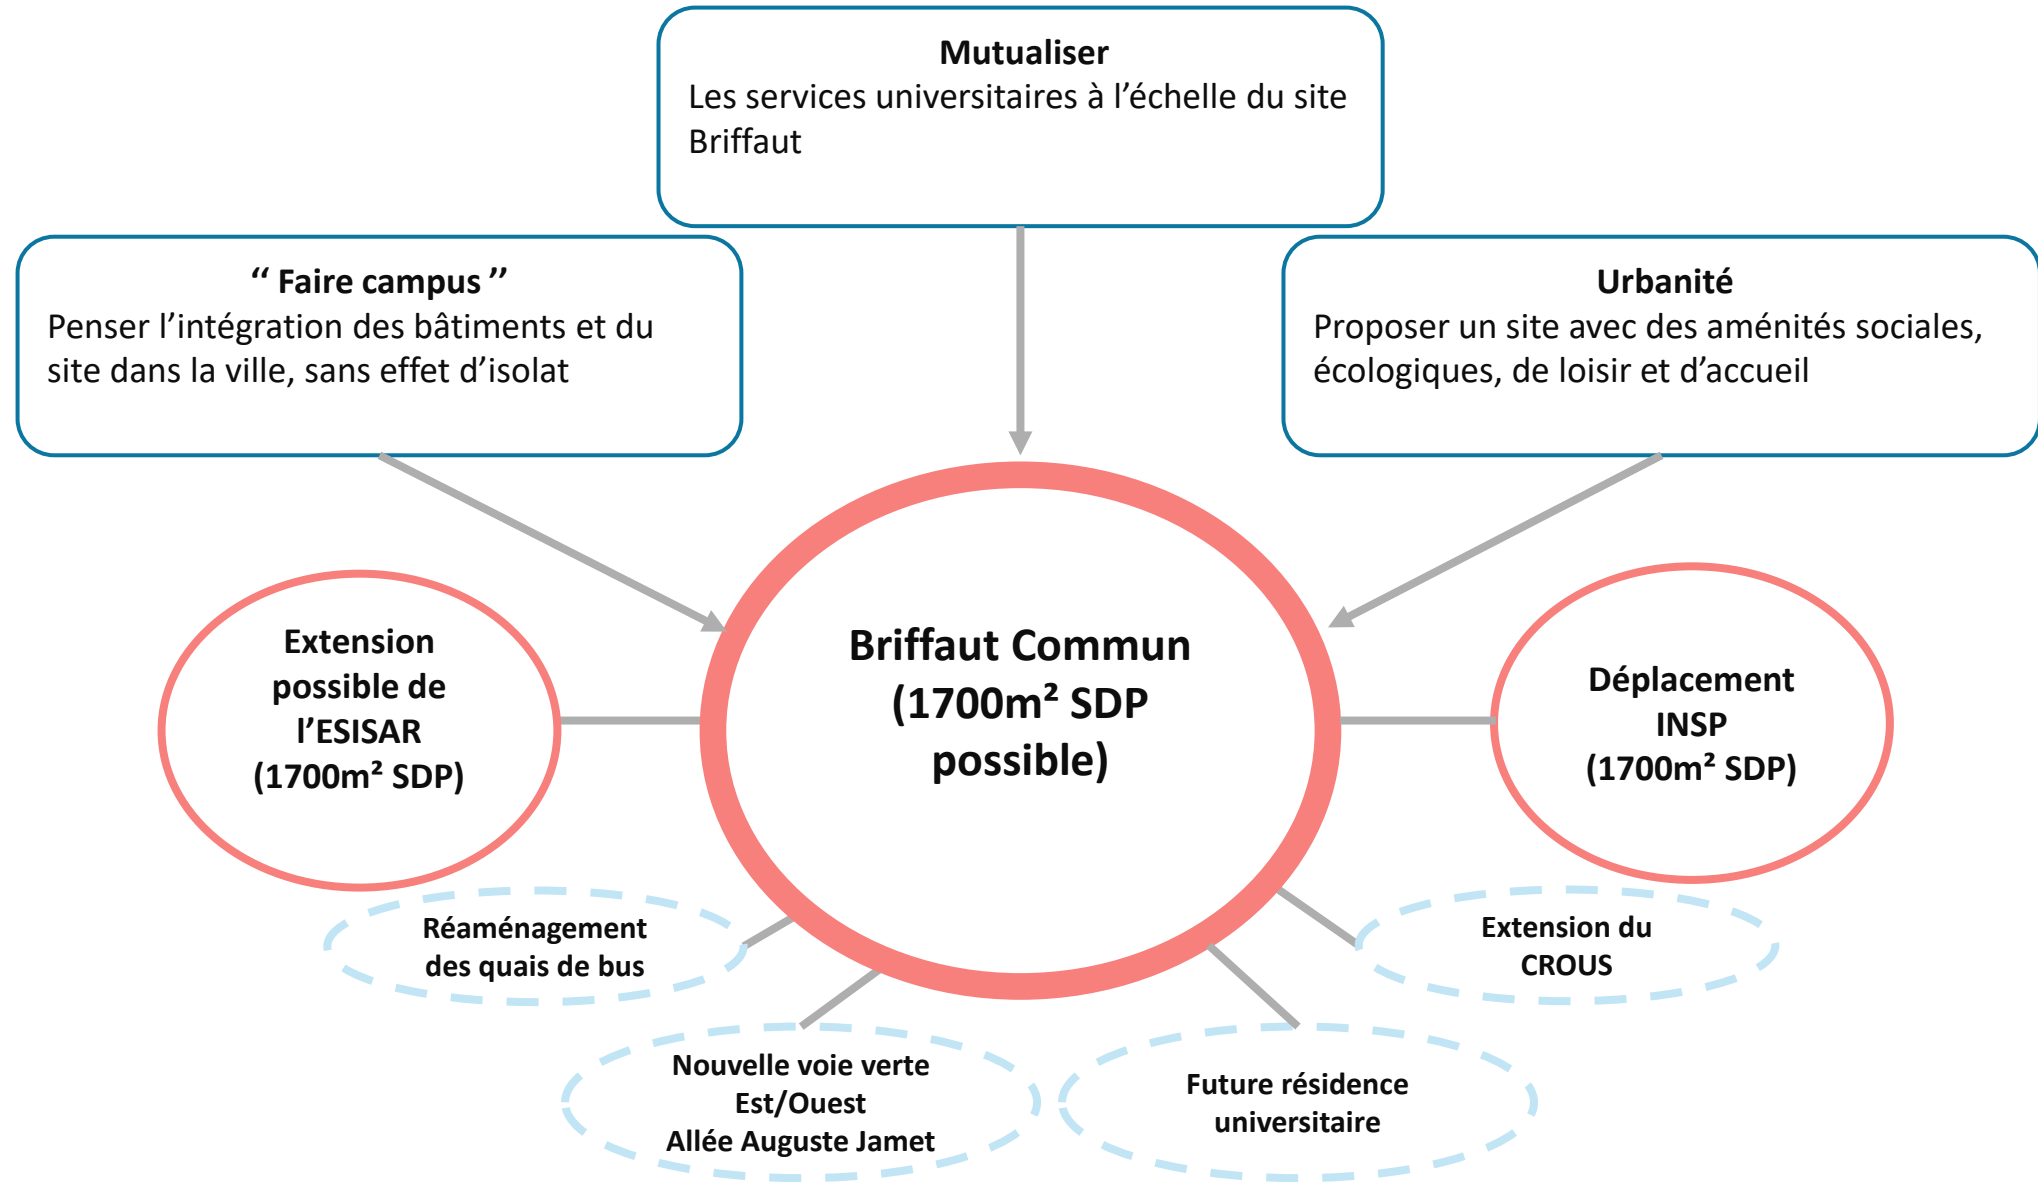 Mutualiser
Les services universitaires à l’échelle du site
Briffaut
‘‘ Faire campus ’’
Penser l’intégration des bâtiments et du
site dans la ville, sans effet d’isolat
Urbanité
Proposer un site avec des aménités sociales,
écologiques, de loisir et d’accueil
Extension
possible de
l’ESISAR
(1700m² SDP)
Briffaut Commun
(1700m² SDP
possible)
Déplacement
INSP
(1700m² SDP)
Réaménagement
des quais de bus
Extension du
CROUS
Nouvelle voie verte
Est/Ouest
Allée Auguste Jamet
Future résidence
universitaire